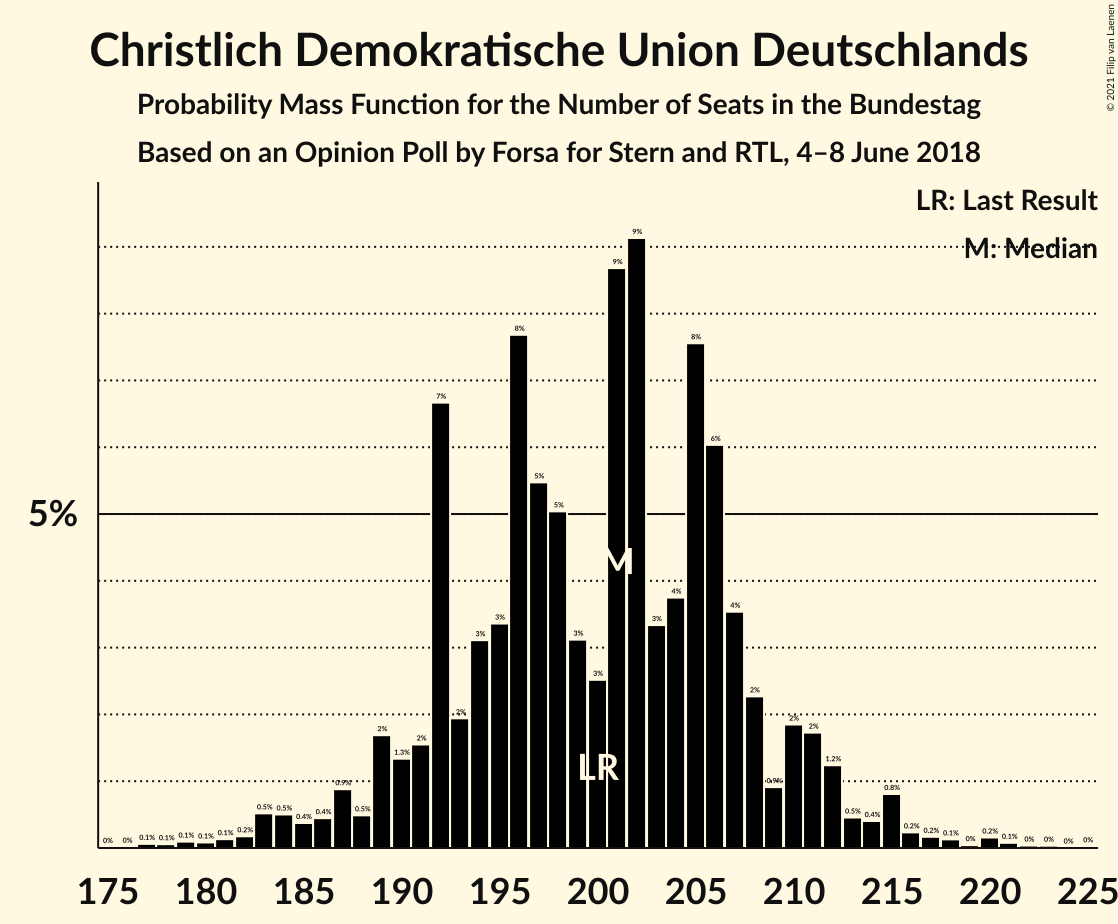 Christlich Demokratische Union Deutschlands
Probability Mass Function for the Number of Seats in the Bundestag
Based on an Opinion Poll by Forsa for Stern and RTL, 4–8 June 2018
© 2021 Filip van Laenen
LR: Last Result
M: Median
5%
0% 0% 0.1% 0.1% 0.1% 0.1% 0.1% 0.2% 0.5% 0.5% 0.4% 0.4% 0.9% 0.5% 2% 1.3% 2% 7% 2% 3% 3% 8% 5% 5% 3% 3% 9% 9% 3% 4% 8% 6% 4% 2% 0.9% 2% 2% 1.2% 0.5% 0.4% 0.8% 0.2% 0.2% 0.1% 0% 0.2% 0.1% 0% 0% 0% 0%
M
LR
175 180 185 190 195 200 205 210 215 220 225